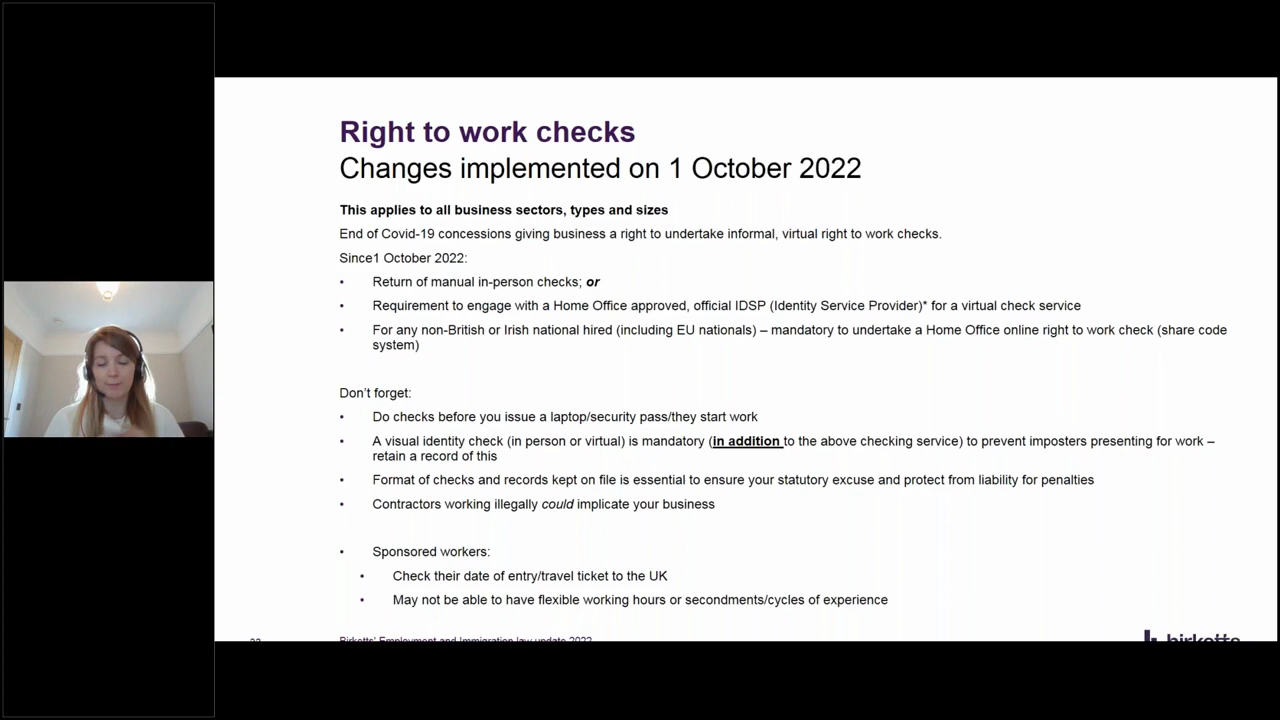 Right to work checks
Changes implemented on 1 October 2022
This applies to all business sectors, types and sizes
End of Covid-19 concessions giving business a right to undertake informal, virtual right to work checks.
Since1 October 2022:
• Return of manual in-person checks; or
• Requirement to engage with a Home Office approved, official IDSP (Identity Service Provider)* for a virtual check service
• For any non-British or Irish national hired (including EU nationals) – mandatory to undertake a Home Office online right to work check (share code
system)
Don't forget:
• Do checks before you issue a laptop/security pass/they start work
• A visual identity check (in person or virtual) is mandatory (in addition to the above checking service) to prevent imposters presenting for work –
retain a record of this
• Format of checks and records kept on file is essential to ensure your statutory excuse and protect from liability for penalties
• Contractors working illegally could implicate your business
• Sponsored workers:
• Check their date of entry/travel ticket to the UK
• May not be able to have flexible working hours or secondments/cycles of experience
Birketts' Employment and Immigration law update 2022
birketts